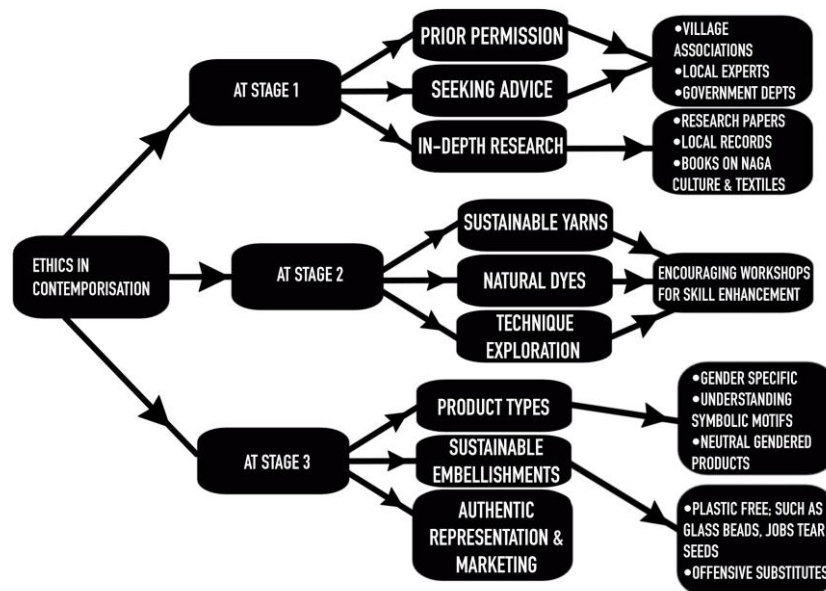 ETHICS IN
CONTEMPORISATION
AT STAGE 1
PRIOR PERMISSION
SEEKING ADVICE
IN-DEPTH RESEARCH
•VILLAGE
ASSOCIATIONS
•LOCAL EXPERTS
•GOVERNMENT DEPTS
•RESEARCH PAPERS
•LOCAL RECORDS
•BOOKS ON NAGA
CULTURE & TEXTILES
AT STAGE 2
SUSTAINABLE YARNS
NATURAL DYES
TECHNIQUE
EXPLORATION
ENCOURAGING WORKSHOPS
FOR SKILL ENHANCEMENT
AT STAGE 3
PRODUCT TYPES
SUSTAINABLE
EMBELLISHMENTS
AUTHENTIC
REPRESENTATION &
MARKETING
•GENDER SPECIFIC
•UNDERSTANDING
SYMBOLIC MOTIFS
•NEUTRAL GENDERED
PRODUCTS
•PLASTIC FREE; SUCH AS
GLASS BEADS, JOBS TEAR
SEEDS
•OFFENSIVE SUBSTITUTES